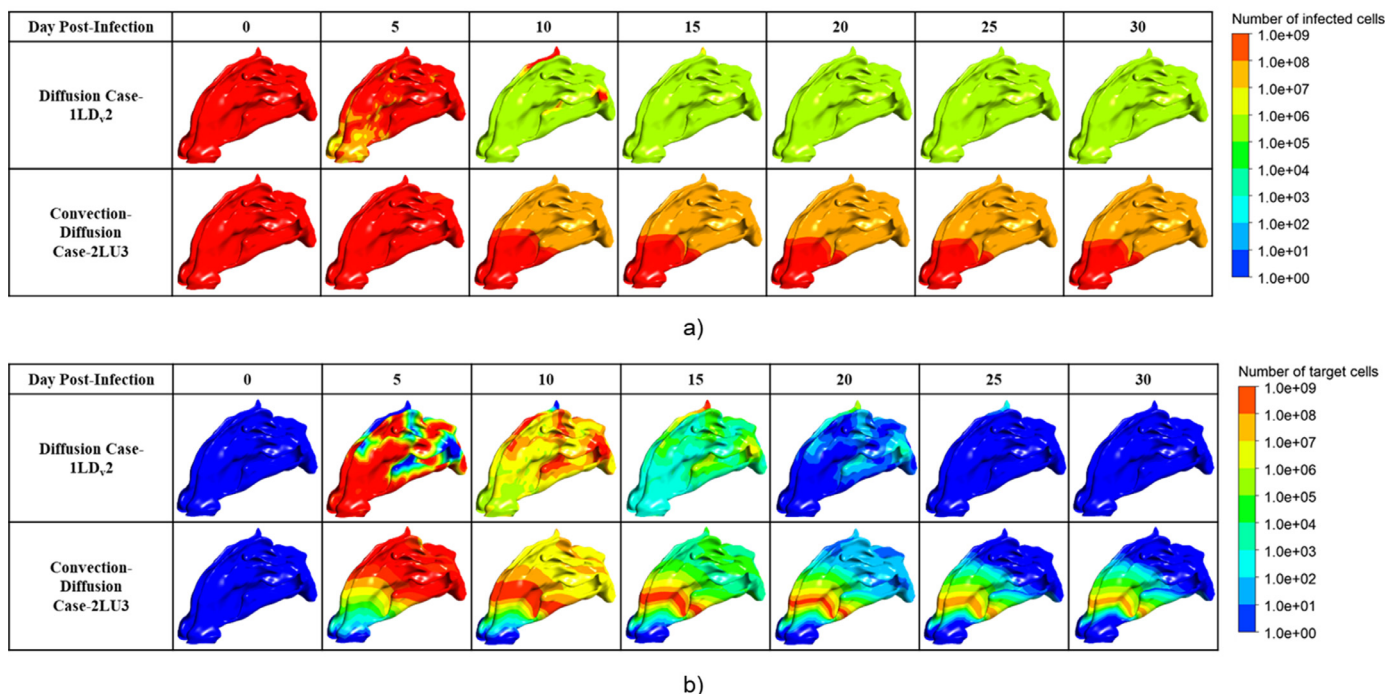 Day Post-Infection 0 5 10 15 20 25 30
Number of infected cells
Diffusion Case-
1LDv2
Convection-
Diffusion
Case-2LU3
1.0e+09
1.0e+08
1.0e+07
1.0e+06
1.0e+05
1.0e+04
1.0e+03
1.0e+02
1.0e+01
1.0e+00
a)
Day Post-Infection 0 5 10 15 20 25 30
Number of target cells
Diffusion Case-
1LDv2
Convection-
Diffusion
Case-2LU3
1.0e+09
1.0e+08
1.0e+07
1.0e+06
1.0e+05
1.0e+04
1.0e+03
1.0e+02
1.0e+01
1.0e+00
b)